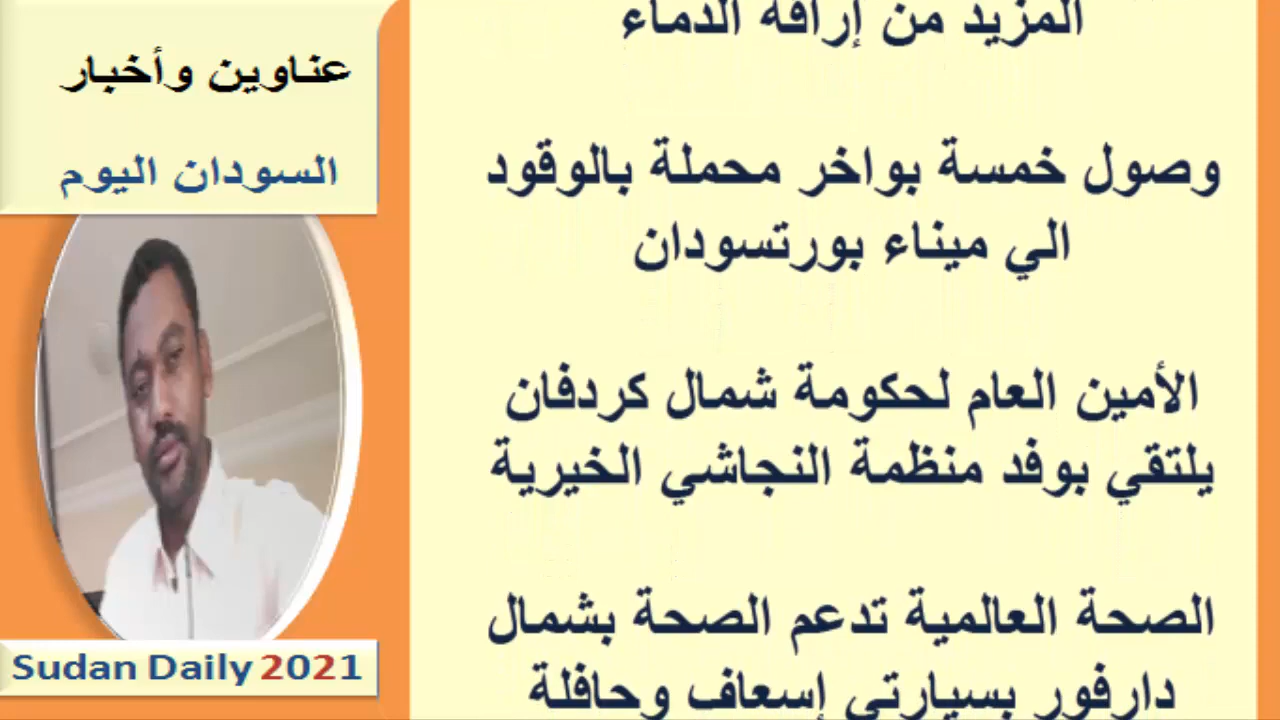 عناوين وأخبار
السودان اليوم
Sudan Daily 2021
المزيد من إراقة الدماء
وصول خمسة بواخر محملة بالوقود
الي ميناء بورتسودان
الأمين العام لحكومة شمال كردفان
يلتقي بوفد منظمة النجاشي الخيرية
الصحة العالمية تدعم الصحة بشمال
دارفور بسيارتي إسعاف وحافلة